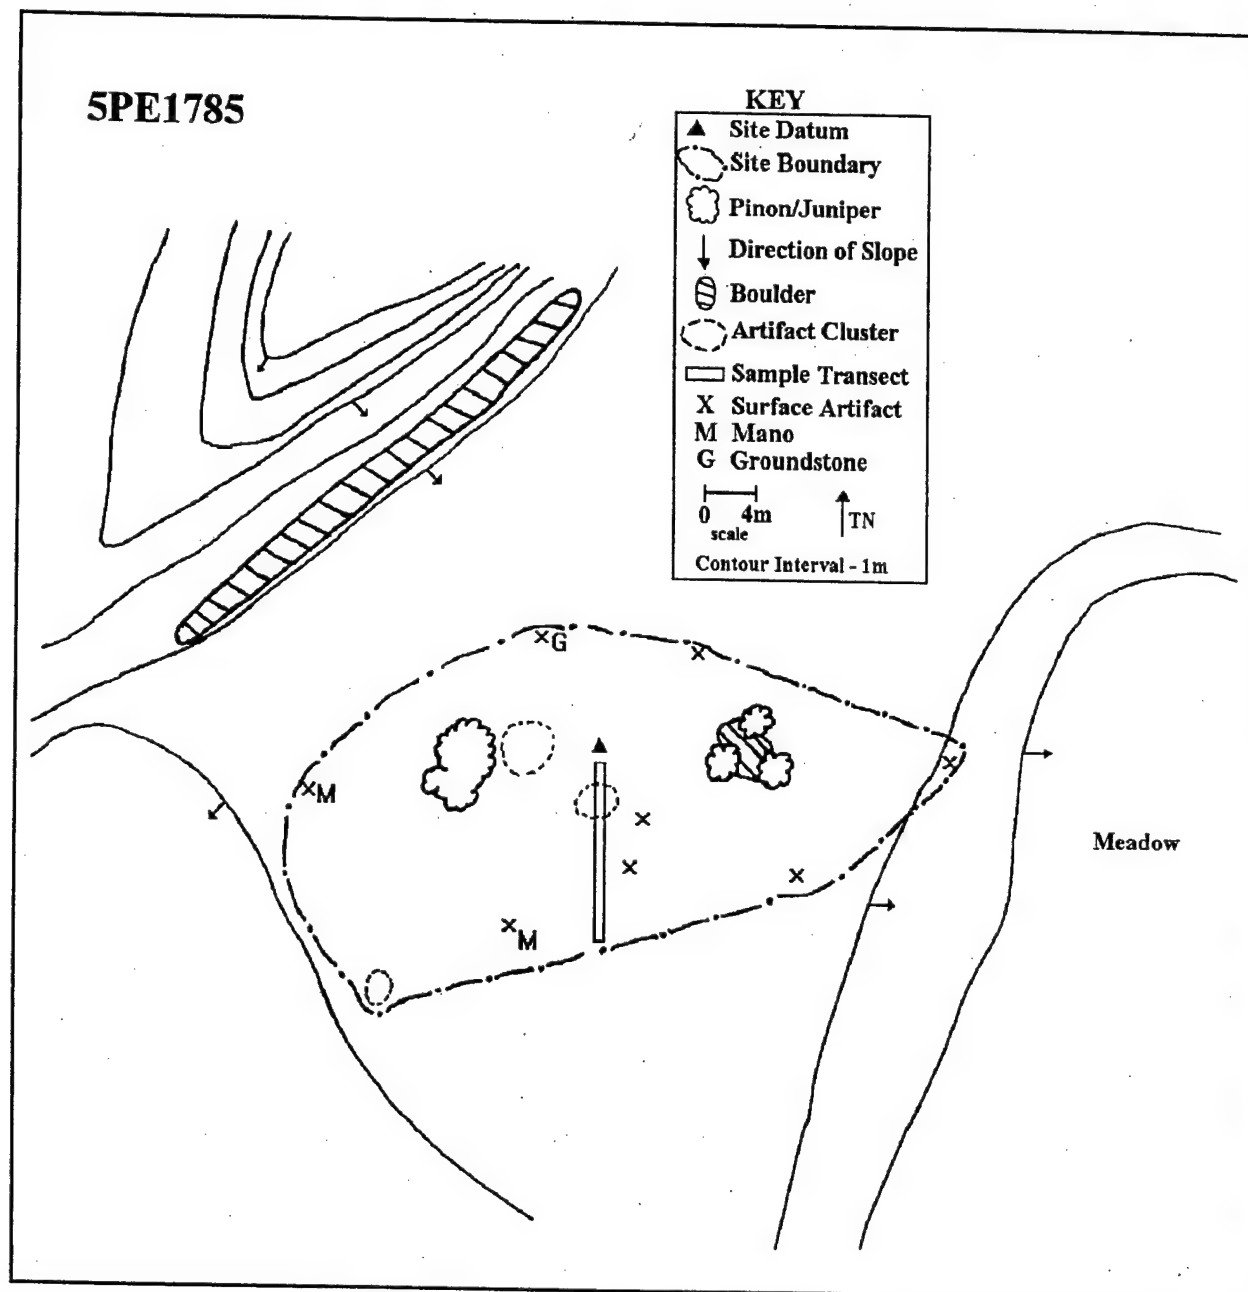 5PE1785
KEY
Site Datum
Site Boundary
Pinon/Juniper
Direction of Slope
Boulder
Artifact Cluster
Sample Transect
X Surface Artifact
M Mano
G Groundstone
0 4m
scale
TN
Contour Interval - 1m
X G
X
X
X M
X
X
X
X M
Meadow